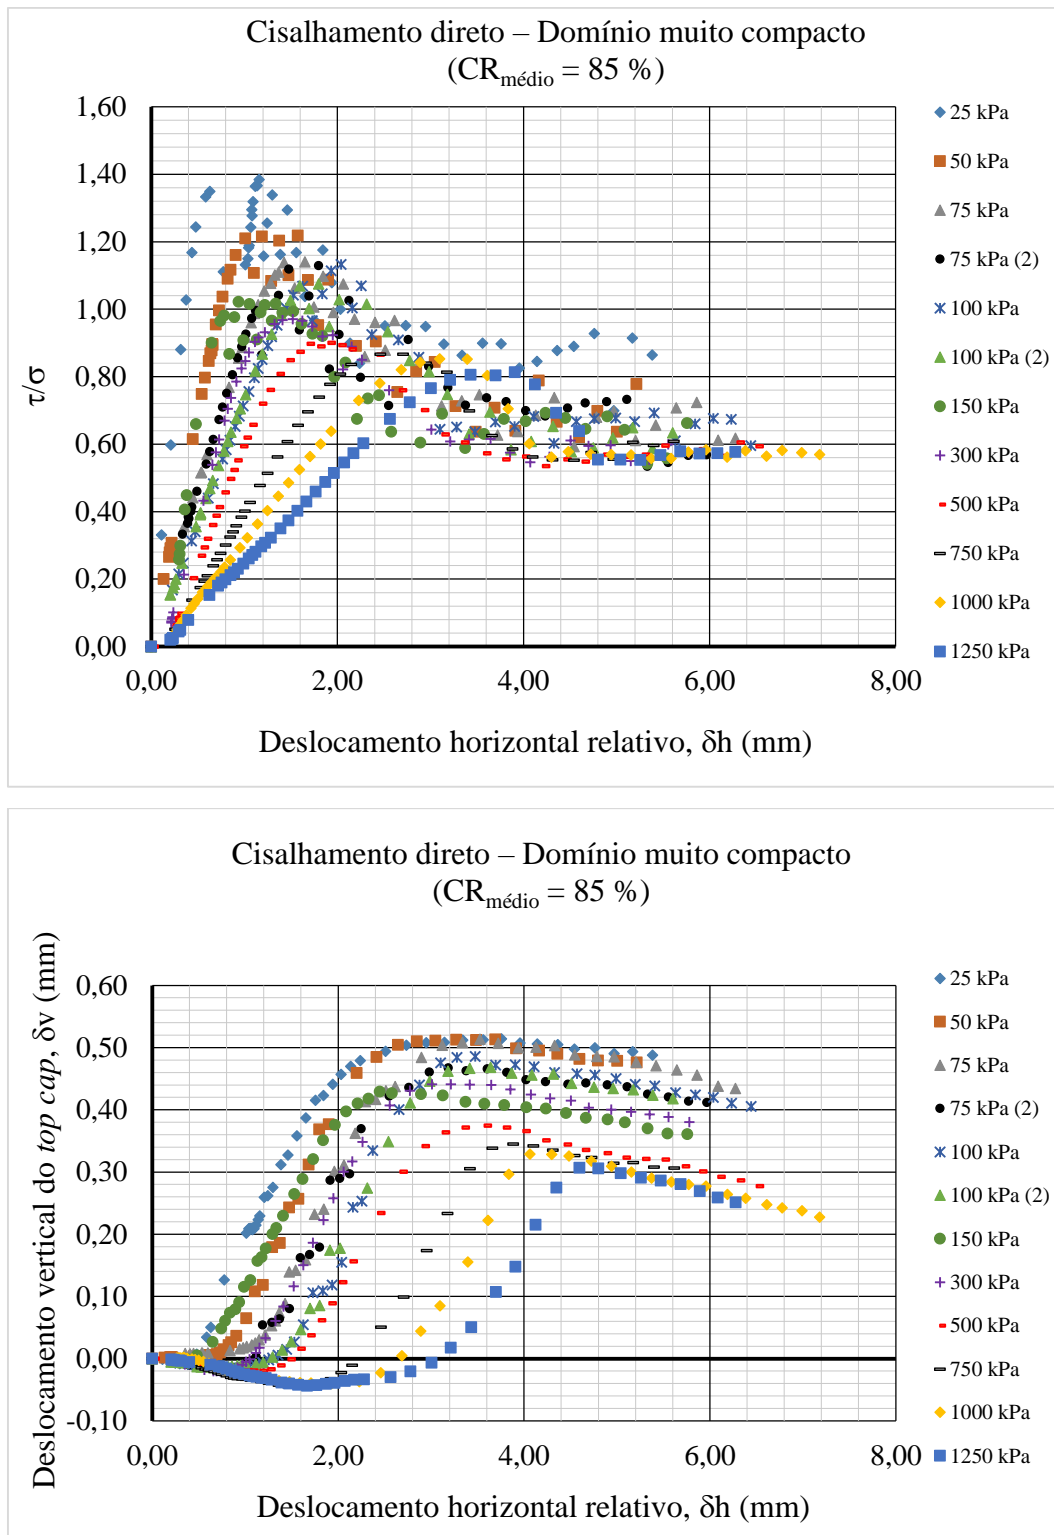 Cisalhamento direto – Domínio muito compacto
(CRmédio = 85 %)
1,60
1,40
1,20
1,00
0,80
0,60
0,40
0,20
0,00
τ/σ
0,00 2,00 4,00 6,00 8,00
Deslocamento horizontal relativo, δh (mm)
25 kPa
50 kPa
75 kPa
75 kPa (2)
100 kPa
100 kPa (2)
150 kPa
300 kPa
500 kPa
750 kPa
1000 kPa
1250 kPa
Cisalhamento direto – Domínio muito compacto
(CRmédio = 85 %)
0,60
0,50
0,40
0,30
0,20
0,10
0,00
-0,10
Deslocamento vertical do top cap, δv (mm)
0,00 2,00 4,00 6,00 8,00
Deslocamento horizontal relativo, δh (mm)
25 kPa
50 kPa
75 kPa
75 kPa (2)
100 kPa
100 kPa (2)
150 kPa
300 kPa
500 kPa
750 kPa
1000 kPa
1250 kPa